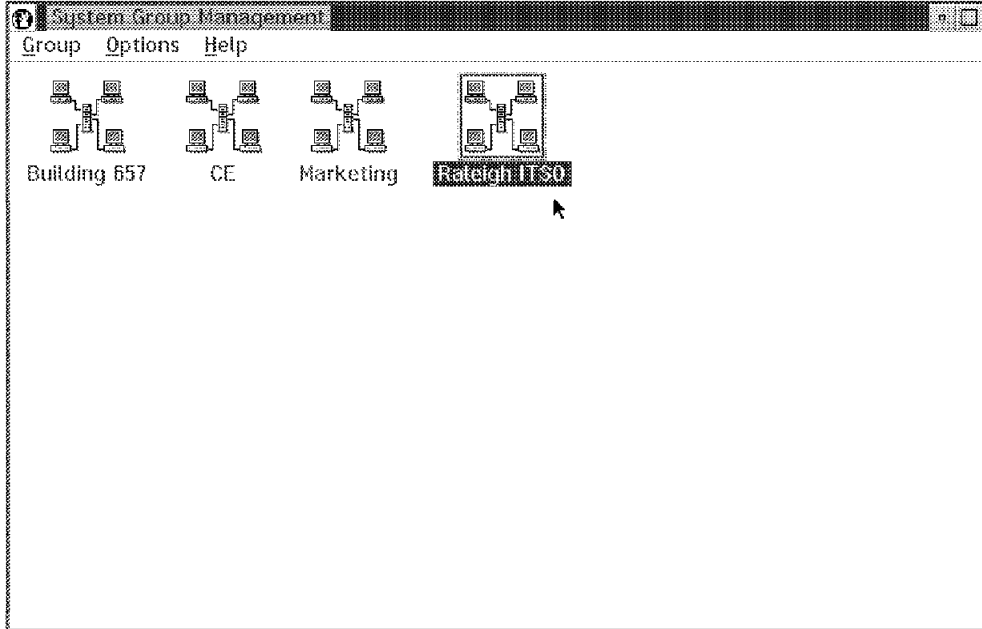 System Group Management
Group Options Help
Building 657 CE Marketing Raleigh ITSO